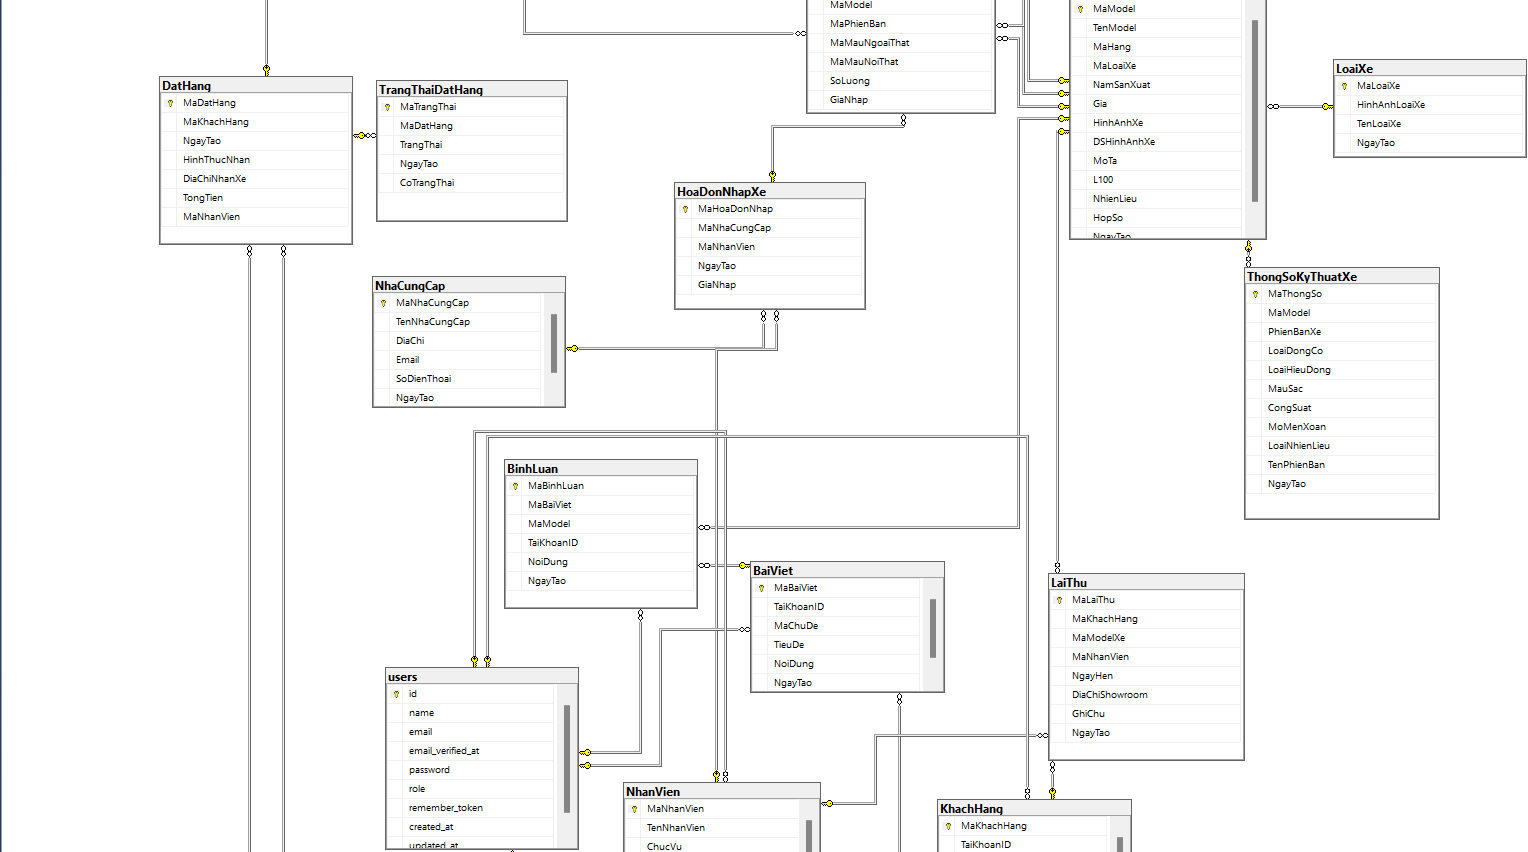 MaModel
MaPhienBan
MaMauNgoaiThat
MaMauNoiThat
SoLuong
GiaNhap
MaModel
TenModel
MaHang
MaLoaiXe
NamSanXuat
Gia
HinhAnhXe
DSHinhAnhXe
MoTa
L100
NhienLieu
HopSo
NgayTao
LoaiXe
MaLoaiXe
HinhAnhLoaiXe
TenLoaiXe
NgayTao
DatHang
MaDatHang
MaKhachHang
NgayTao
HinhThucNhan
DiaChiNhanXe
TongTien
MaNhanVien
TrangThaiDatHang
MaTrangThai
MaDatHang
TrangThai
NgayTao
CoTrangThai
HoaDonNhapXe
MaHoaDonNhap
MaNhaCungCap
MaNhanVien
NgayTao
GiaNhap
NhaCungCap
MaNhaCungCap
TenNhaCungCap
DiaChi
Email
SoDienThoai
NgayTao
ThongSoKyThuatXe
MaThongSo
MaModel
PhienBanXe
LoaiDongCo
LoaiHieuDong
MauSac
CongSuat
MoMenXoan
LoaiNhienLieu
TenPhienBan
NgayTao
BinhLuan
MaBinhLuan
MaBaiViet
MaModel
TaiKhoanID
NoiDung
NgayTao
BaiViet
MaBaiViet
TaiKhoanID
MaChuDe
TieuDe
NoiDung
NgayTao
LaiThu
MaLaiThu
MaKhachHang
MaModelXe
MaNhanVien
NgayHen
DiaChiShowroom
GhiChu
NgayTao
users
id
name
email
email_verified_at
password
role
remember_token
created_at
updated_at
NhanVien
MaNhanVien
TenNhanVien
ChucVu
KhachHang
MaKhachHang
TaiKhoanID